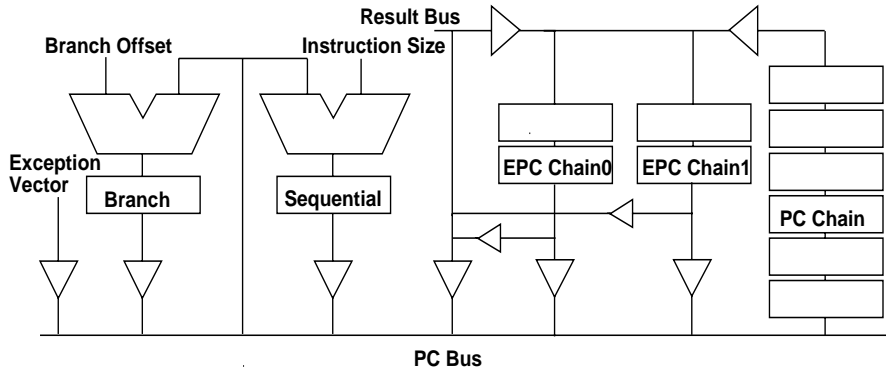 Result Bus
Branch Offset
Instruction Size
Exception
Vector
Branch
Sequential
EPC Chain0
EPC Chain1
PC Chain
PC Bus